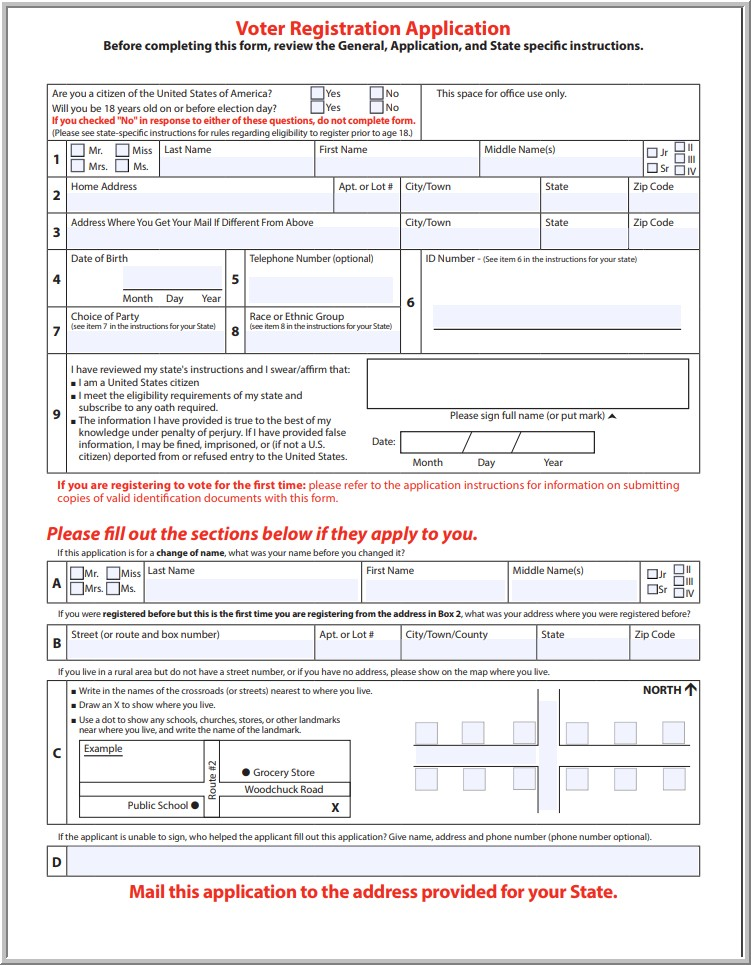 Voter Registration Application
Before completing this form, review the General, Application, and State specific instructions.
Are you a citizen of the United States of America? Yes No
Will you be 18 years old on or before election day? Yes No
If you checked "No" in response to either of these questions, do not complete form.
(Please see state-specific instructions for rules regarding eligibility to register prior to age 18.)
This space for office use only.
1 Mr. Miss Last Name First Name Middle Name(s) Jr II
Mrs. Ms. Sr III
IV
2 Home Address Apt. or Lot # City/Town State Zip Code
3 Address Where You Get Your Mail If Different From Above City/Town State Zip Code
4 Date of Birth
Month Day Year
5 Telephone Number (optional)
6 ID Number - (See item 6 in the instructions for your state)
7 Choice of Party
(see item 7 in the instructions for your State)
8 Race or Ethnic Group
(see item 8 in the instructions for your State)
9 I have reviewed my state's instructions and I swear/affirm that:
■ I am a United States citizen
■ I meet the eligibility requirements of my state and
subscribe to any oath required.
■ The information I have provided is true to the best of my
knowledge under penalty of perjury. If I have provided false
information, I may be fined, imprisoned, or (if not a U.S.
citizen) deported from or refused entry to the United States.
Please sign full name (or put mark)
Date: / /
Month Day Year
If you are registering to vote for the first time: please refer to the application instructions for information on submitting
copies of valid identification documents with this form.
Please fill out the sections below if they apply to you.
If this application is for a change of name, what was your name before you changed it?
A Mr. Miss Last Name First Name Middle Name(s) Jr II
Mrs. Ms. Sr III
IV
If you were registered before but this is the first time you are registering from the address in Box 2, what was your address where you were registered before?
B Street (or route and box number) Apt. or Lot # City/Town/County State Zip Code
If you live in a rural area but do not have a street number, or if you have no address, please show on the map where you live.
C ■ Write in the names of the crossroads (or streets) nearest to where you live.
■ Draw an X to show where you live.
■ Use a dot to show any schools, churches, stores, or other landmarks
near where you live, and write the name of the landmark.
NORTH
Example
Route #2
Grocery Store
Woodchuck Road
Public School
X
If the applicant is unable to sign, who helped the applicant fill out this application? Give name, address and phone number (phone number optional).
D
Mail this application to the address provided for your State.